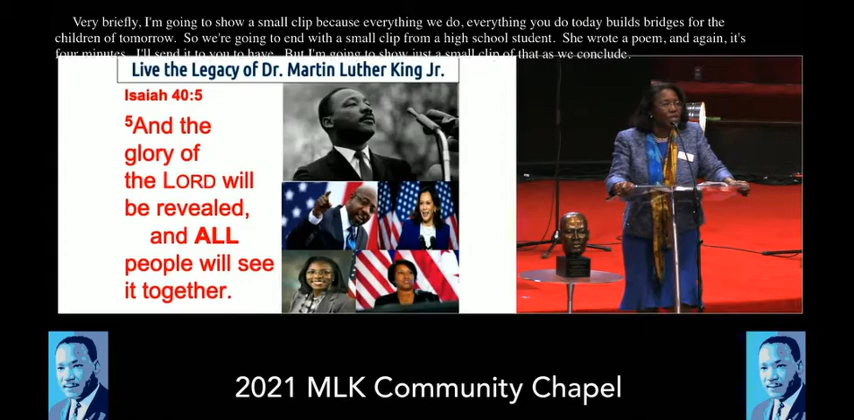 Very briefly, I'm going to show a small clip because everything we do, everything you do today builds bridges for the
children of tomorrow.  So we're going to end with a small clip from a high school student.  She wrote a poem, and again, it's
four minutes.  I'll send it to you to have.  But I'm going to show just a small clip of that as we conclude.
Live the Legacy of Dr. Martin Luther King Jr.
Isaiah 40:5
5And the
glory of
the LORD will
be revealed,
and ALL
people will see
it together.
2021 MLK Community Chapel